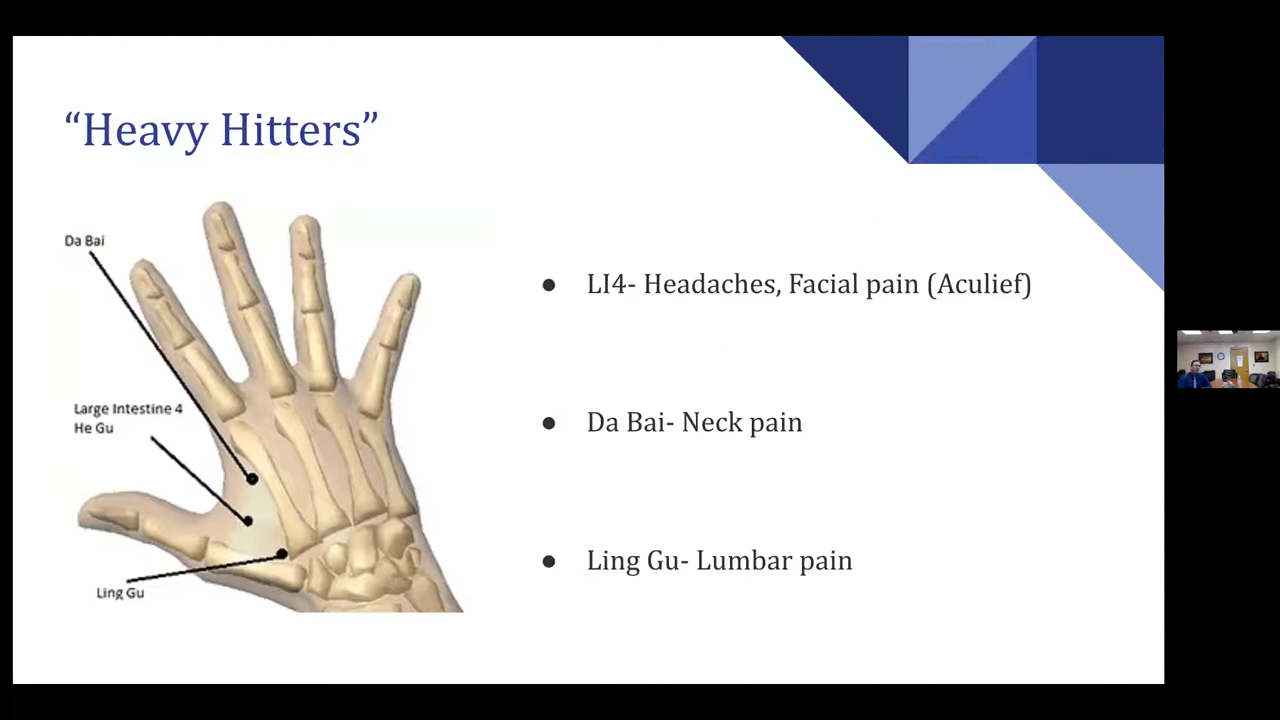 “Heavy Hitters”
Da Bai
Large Intestine 4
He Gu
Ling Gu
● LI4- Headaches, Facial pain (Aculief)
● Da Bai- Neck pain
● Ling Gu- Lumbar pain